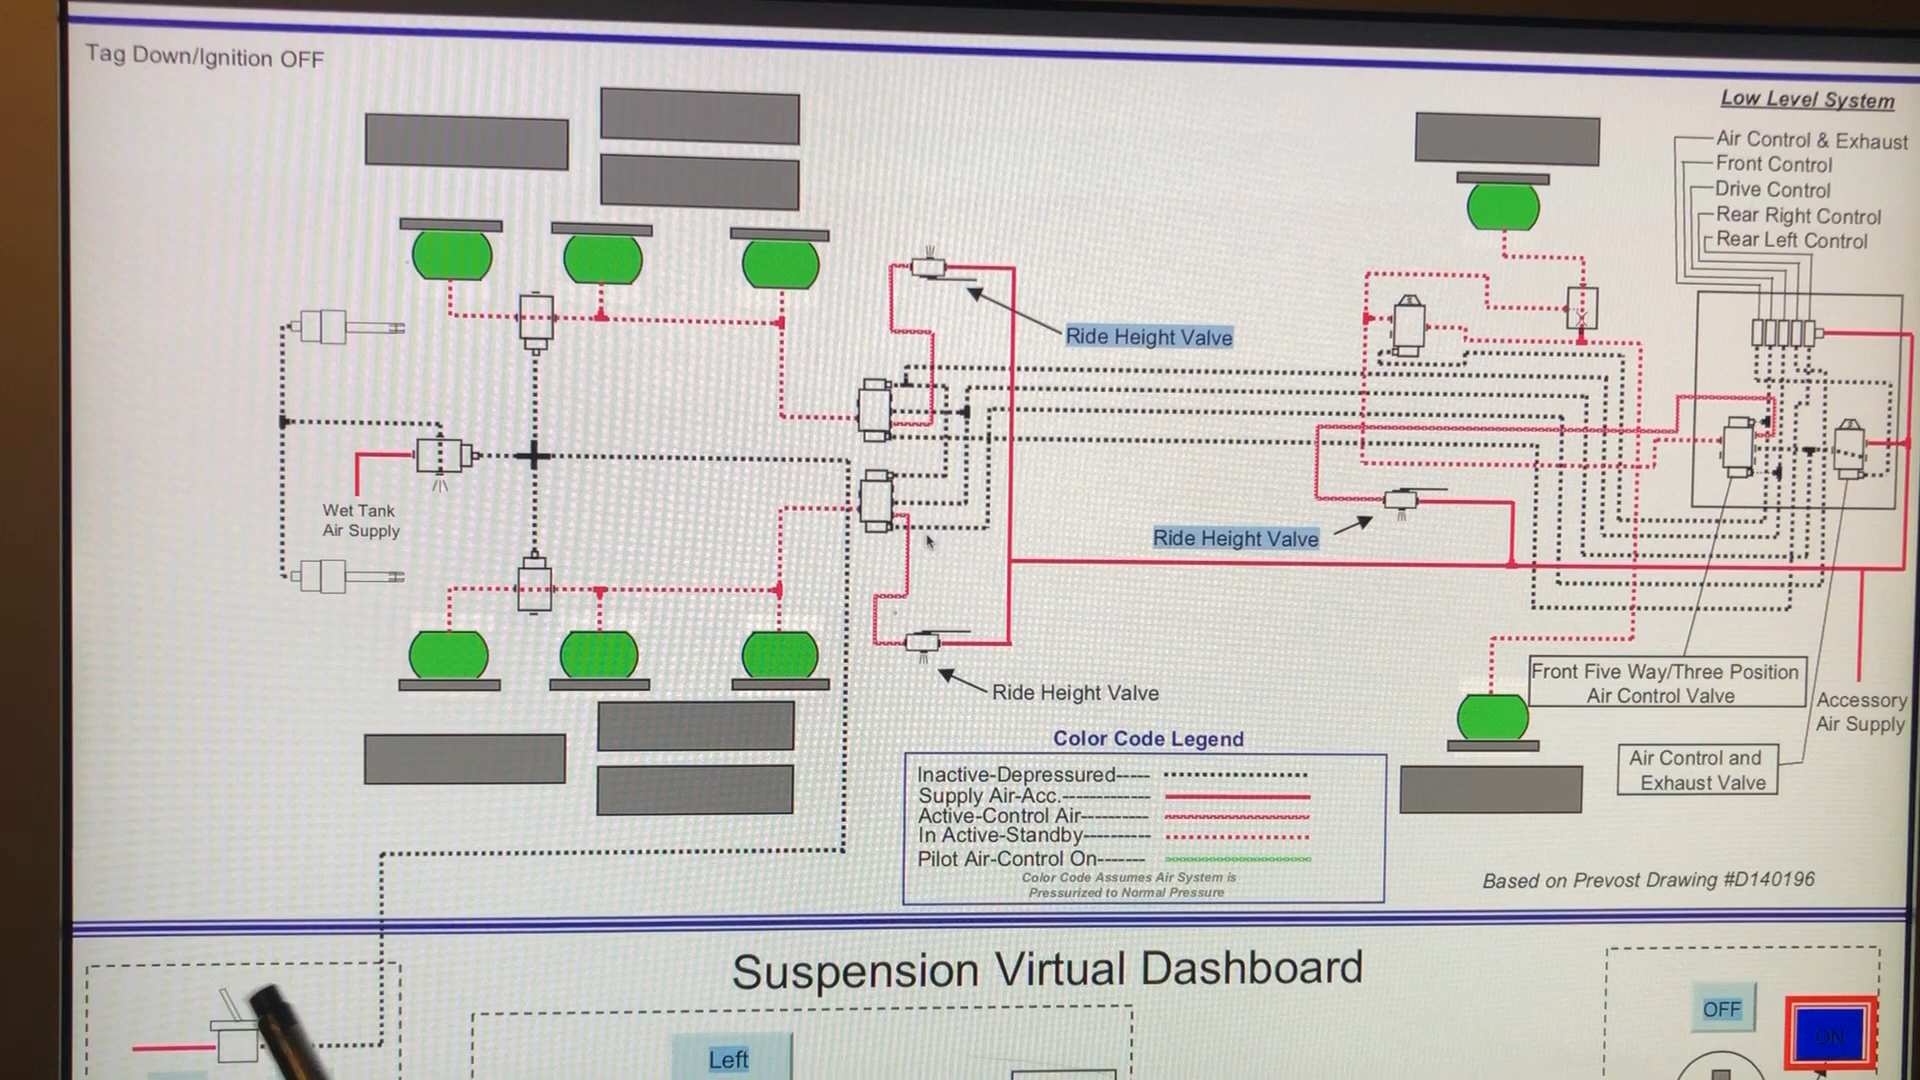 Tag Down/Ignition OFF
Low Level System
Air Control & Exhaust
Front Control
Drive Control
Rear Right Control
Rear Left Control
Ride Height Valve
Wet Tank
Air Supply
Ride Height Valve
Ride Height Valve
Front Five Way/Three Position
Air Control Valve
Accessory
Air Supply
Air Control and
Exhaust Valve
Color Code Legend
Inactive-Depressured-----
Supply Air-Acc.-------------
Active-Control Air----------
In Active-Standby----------
Pilot Air-Control On-------
Color Code Assumes Air System is
Pressurized to Normal Pressure
Based on Prevost Drawing #D140196
Suspension Virtual Dashboard
OFF
ON
Left